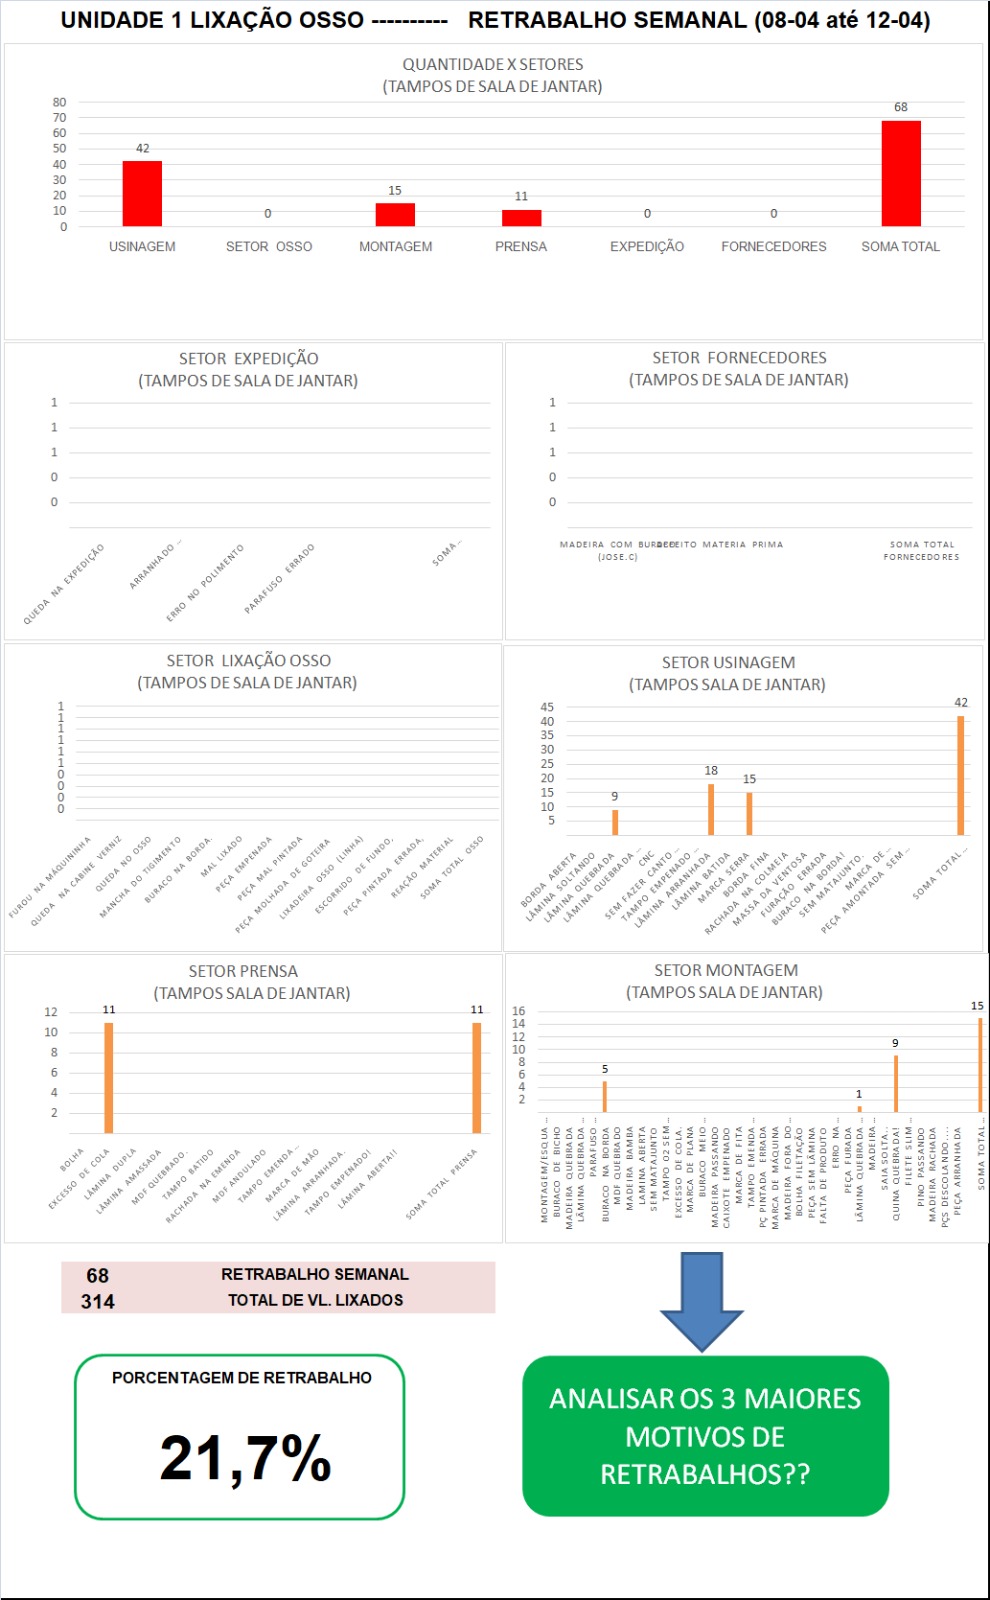 UNIDADE 1 LIXAÇÃO OSSO ---------- RETRABALHO SEMANAL (08-04 até 12-04)
QUANTIDADE X SETORES
(TAMPOS DE SALA DE JANTAR)
80
70
60
50
40
30
20
10
0
42
0
15
11
0
0
68
USINAGEM
SETOR OSSO
MONTAGEM
PRENSA
EXPEDIÇÃO
FORNECEDORES
SOMA TOTAL
SETOR EXPEDIÇÃO
(TAMPOS DE SALA DE JANTAR)
1
1
1
0
0
QUEDA NA EXPEDIÇÃO
ARRANHADO ...
ERRO NO POLIMENTO
PARAFUSO ERRADO
SOMA...
SETOR FORNECEDORES
(TAMPOS DE SALA DE JANTAR)
1
1
1
0
0
MADEIRA COM BURACO
(JOSE.C)
DEFEITO MATERIA PRIMA
SOMA TOTAL
FORNECEDORES
SETOR LIXAÇÃO OSSO
(TAMPOS DE SALA DE JANTAR)
1
1
1
1
1
1
0
0
0
0
FUROU NA MÁQUININHA
QUEDA NA CABINE VERNIZ
QUEDA NO OSSO
MANCHA DO TIGIMENTO
BURACO NA BORDA.
MAL LIXADO
PEÇA EMPENADA
PEÇA MAL PINTADA
PEÇA MOLHADA DE GOTEIRA
LIXADEIRA OSSO (LINHA)
ESCORRIDO DE FUNDO,
PEÇA PINTADA ERRADA,
REAÇÃO MATERIAL
SOMA TOTAL OSSO
SETOR USINAGEM
(TAMPOS SALA DE JANTAR)
45
40
35
30
25
20
15
10
5
9
18
15
42
BORDA ABERTA
LÂMINA SOLTANDO
LÂMINA QUEBRADA
LÂMINA QUEBRADA...
CNC
SEM FAZER CANTO...
TAMPO EMPENADO...
LÂMINA ARRANHADA
LÂMINA BATIDA
MARCA SERRA
BORDA FINA
RACHADA NA COLMEIA
MASSA DA VENTOSA
FURAÇÃO ERRADA
BURACO NA BORDA!
SEM MATAJUNTO.
MARCA DE...
PEÇA AMONTADA SEM...
SOMA TOTAL...
SETOR PRENSA
(TAMPOS SALA DE JANTAR)
12
10
8
6
4
2
11
11
BOLHA
EXCESSO DE COLA
LÂMINA DUPLA
LÂMINA AMASSADA
MDF QUEBRADO.
TAMPO BATIDO
RACHADA NA EMENDA
MDF ANDULADO
TAMPO EMENDA...
MARCA DE MÃO
LÂMINA ARRANHADA.
TAMPO EMPENADO!
LÂMINA ABERTA!!
SOMA TOTAL PRENSA
SETOR MONTAGEM
(TAMPOS SALA DE JANTAR)
16
14
12
10
8
6
4
2
5
1
9
15
MONTAGEM/ESQUA...
BURACO DE BICHO
MADEIRA QUEBRADA
LÂMINA QUEBRADA...
PARAFUSO...
BURACO NA BORDA
MDF QUEBRADO
MADEIRA BAMBA
LAMINA ABERTA
SEM MATAJUNTO
TAMPO 02 SEM...
EXCESSO DE COLA.
MARCA DE PLANA
BURACO MEIO...
MADEIRA PASSANDO
CAIXOTE EMPENADO
MARCA DE FITA
TAMPO EMENDA...
PÇ PINTADA ERRADA
MARCA DE MAQUINA
MADEIRA FORA DO...
BOLHA FILETAÇÃO
PEÇA SEM LÂMINA
FALTA DE PRODUTO
ERRO NA...
PEÇA FURADA
LÂMINA QUEBRADA...
MADEIRA...
SAIA SOLTA..
QUINA QUEBRADA!
FILETE SLIM...
PINO PASSANDO
MADEIRA RACHADA
PÇS DESCOLANDO....
PEÇA ARRANHADA
SOMA TOTAL...
68 RETRABALHO SEMANAL
314 TOTAL DE VL. LIXADOS
PORCENTAGEM DE RETRABALHO
21,7%
ANALISAR OS 3 MAIORES
MOTIVOS DE
RETRABALHOS??